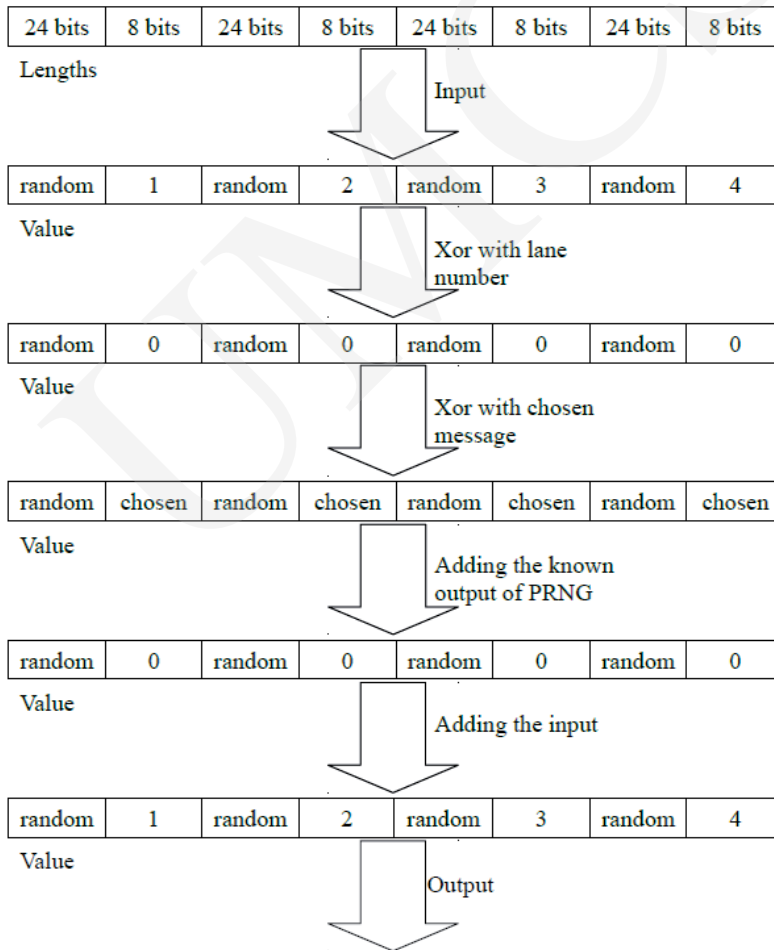 24 bits 8 bits 24 bits 8 bits 24 bits 8 bits 24 bits 8 bits
Lengths
Input
random 1 random 2 random 3 random 4
Value
Xor with lane
number
random 0 random 0 random 0 random 0
Value
Xor with chosen
message
random chosen random chosen random chosen random chosen
Value
Adding the known
output of PRNG
random 0 random 0 random 0 random 0
Value
Adding the input
random 1 random 2 random 3 random 4
Value
Output
UMCS